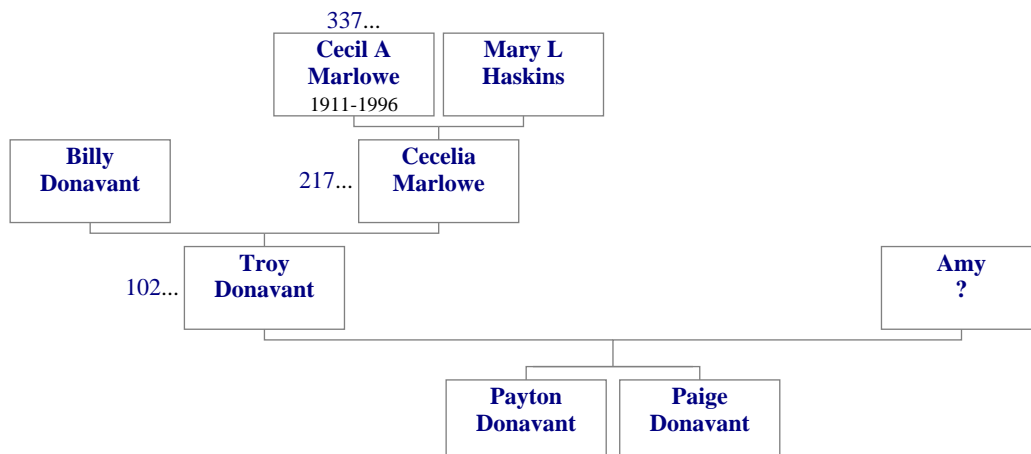 337...
Cecil A
Marlowe
1911-1996
Mary L
Haskins
Billy
Donavant
217...
Cecelia
Marlowe
102...
Troy
Donavant
Amy
?
Payton
Donavant
Paige
Donavant